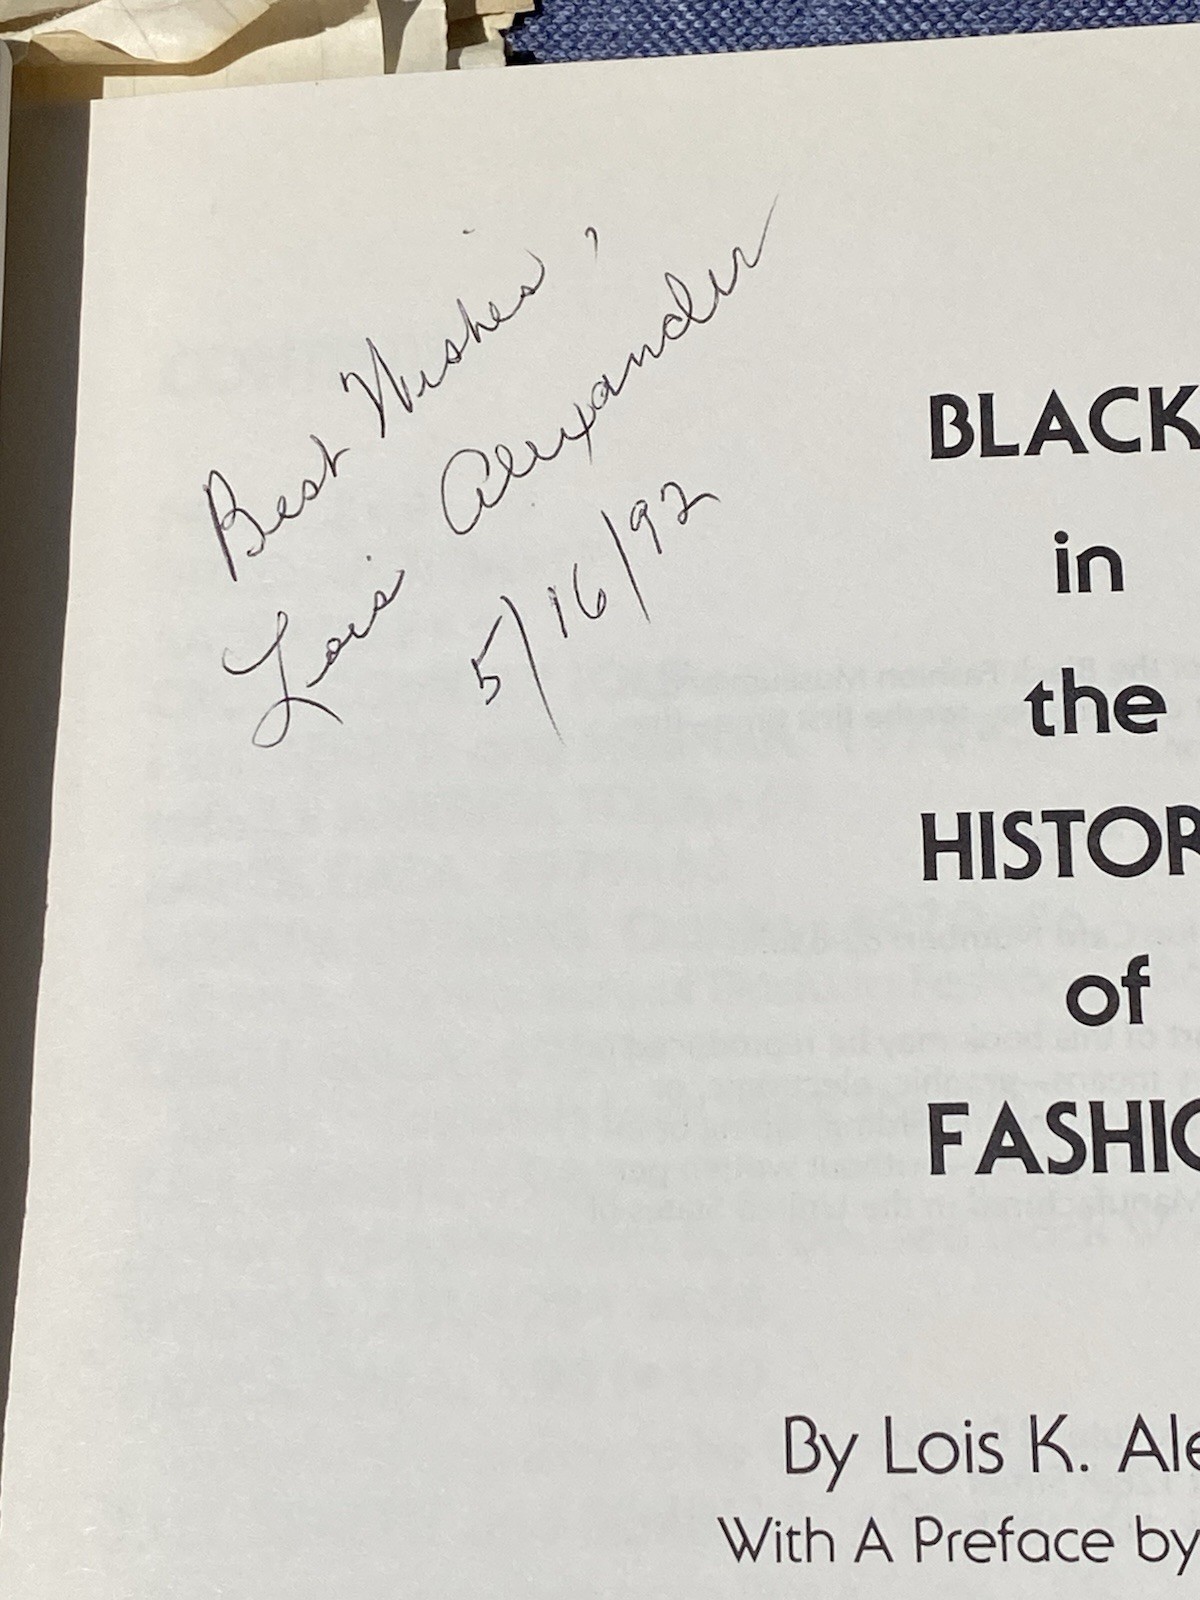 Best Wishes,
Lois Alexander
5/16/92
BLACK
in
the
HISTOR
of
FASHIO
By Lois K. Ale
With A Preface by